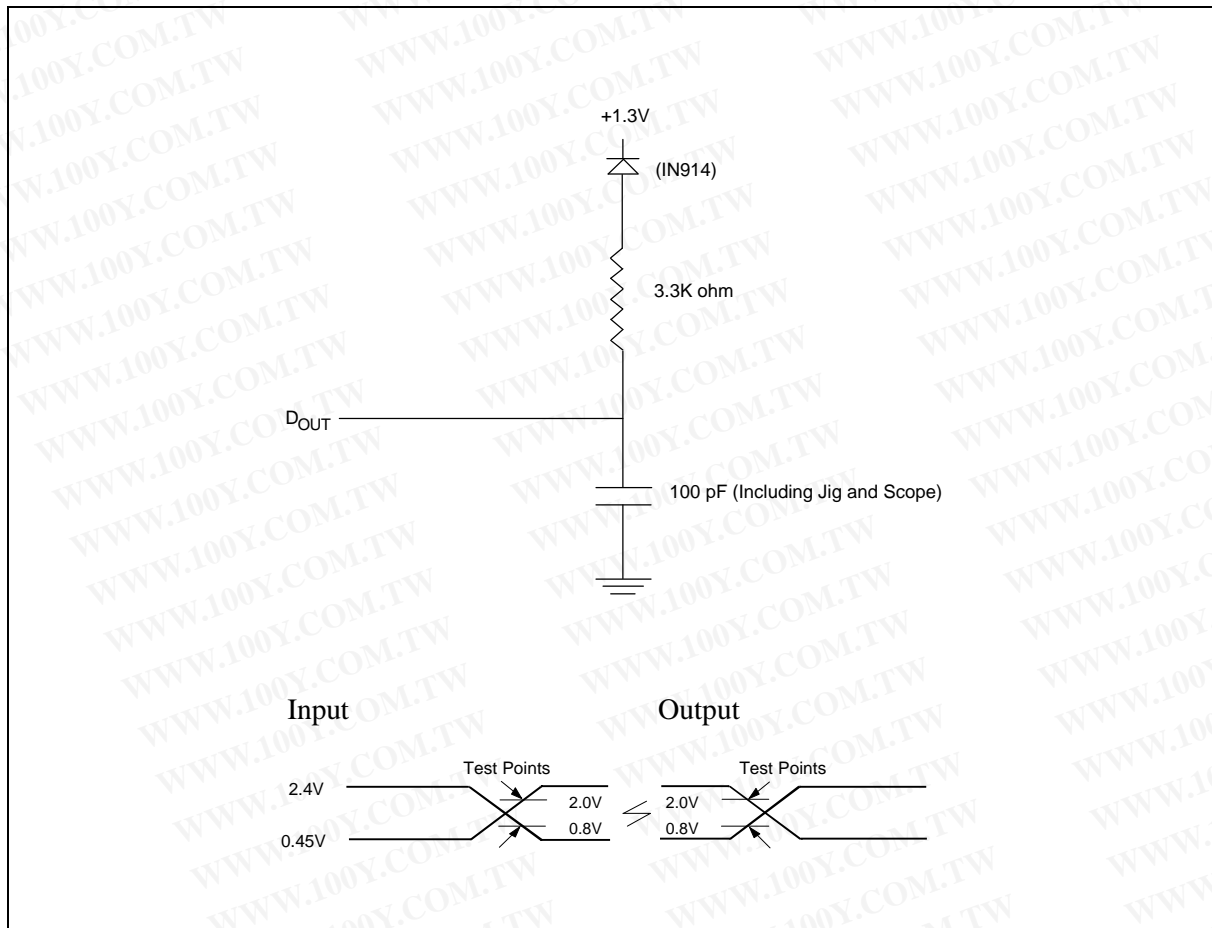 +1.3V
(IN914)
3.3K ohm
DOUT
100 pF (Including Jig and Scope)
Input Output
Test Points Test Points
2.4V 2.0V 2.0V
0.8V 0.8V
0.45V
WWW.100Y.COM.TW